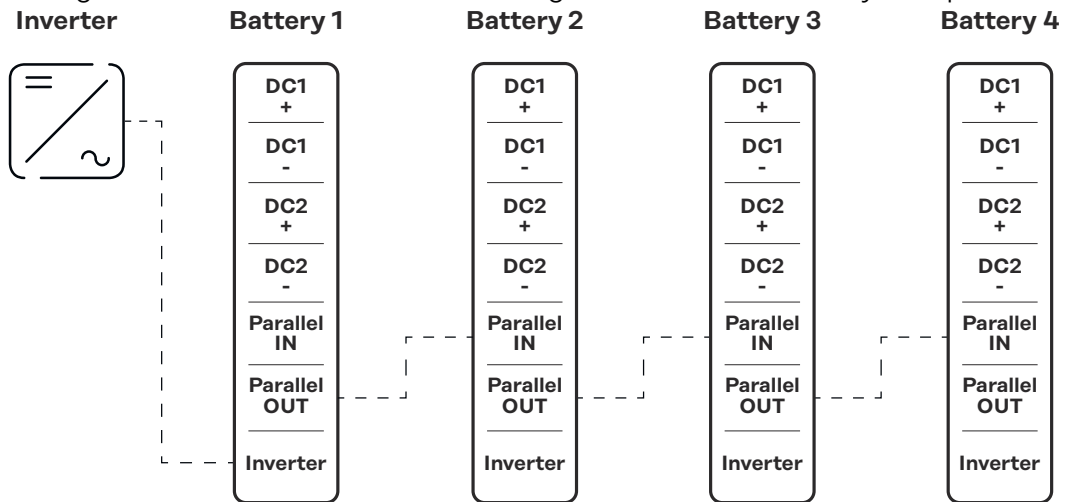 Inverter Battery 1 Battery 2 Battery 3 Battery 4
DC1 DC1 DC1 DC1
+ + + +
DC1 DC1 DC1 DC1
- - - -
DC2 DC2 DC2 DC2
+ + + +
DC2 DC2 DC2 DC2
- - - -
Parallel Parallel Parallel Parallel
IN IN IN IN
Parallel Parallel Parallel Parallel
OUT OUT OUT OUT
Inverter Inverter Inverter Inverter